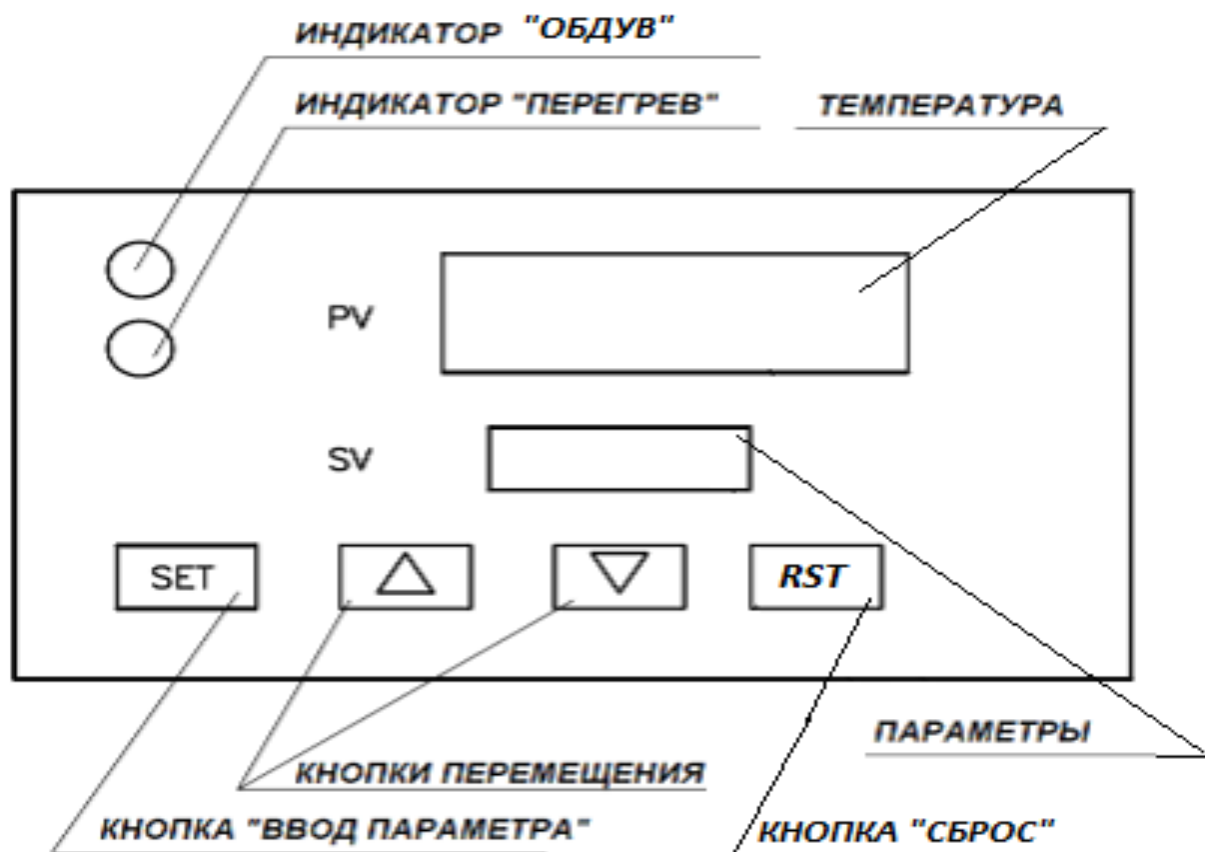 ИНДИКАТОР "ОБДУВ"
ИНДИКАТОР "ПЕРЕГРЕВ"
ТЕМПЕРАТУРА
PV
SV
SET
RST
ПАРАМЕТРЫ
КНОПКИ ПЕРЕМЕЩЕНИЯ
КНОПКА "ВВОД ПАРАМЕТРА"
КНОПКА "СБРОС"